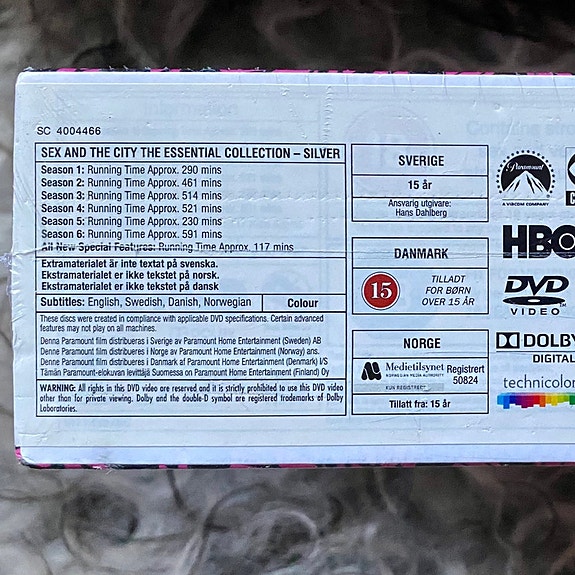 SC 4004466
SEX AND THE CITY THE ESSENTIAL COLLECTION – SILVER
Season 1: Running Time Approx. 290 mins
Season 2: Running Time Approx. 461 mins
Season 3: Running Time Approx. 514 mins
Season 4: Running Time Approx. 521 mins
Season 5: Running Time Approx. 230 mins
Season 6: Running Time Approx. 591 mins
All New Special Features: Running Time Approx. 117 mins
Extramaterialet är inte textat på svenska.
Ekstramaterialet er ikke tekstet på norsk.
Ekstramaterialet er ikke tekstet på dansk
Subtitles: English, Swedish, Danish, Norwegian
Colour
These discs were created in compliance with applicable DVD specifications. Certain advanced
features may not play on all machines.
Denna Paramount film distribueras i Sverige av Paramount Home Entertainment (Sweden) AB
Denne Paramount film distribueres i Norge av Paramount Home Entertainment (Norway) ans.
Denne Paramount film distribueres i Danmark af Paramount Home Entertainment (Denmark) I/S
Tämän Paramount-elokuvan levittäjä Suomessa on Paramount Home Entertainment (Finland) Oy
WARNING: All rights in this DVD video are reserved and it is strictly prohibited to use this DVD video
other than for private viewing. Dolby and the double-D symbol are registered trademarks of Dolby
Laboratories.
SVERIGE
15 år
Ansvarig utgivare:
Hans Dahlberg
DANMARK
15
TILLADT
FOR BØRN
OVER 15 ÅR
NORGE
Medietilsynet
NORWEGIAN MEDIA AUTHORITY
KUN REGISTRERT
Registrert
50824
Tillatt fra: 15 år
Paramount
A VIACOM COMPANY
HBO
DVD
VIDEO
DOLBY
DIGITAL
technicolor